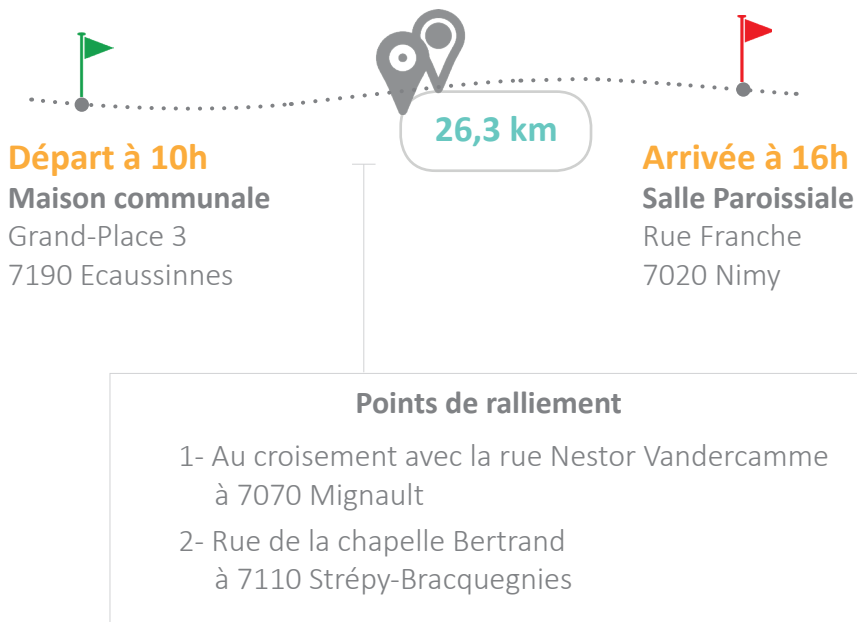 26,3 km
Départ à 10h
Maison communale
Grand-Place 3
7190 Ecaussinnes
Arrivée à 16h
Salle Paroissiale
Rue Franche
7020 Nimy
Points de ralliement
1- Au croisement avec la rue Nestor Vandercamme
à 7070 Mignault
2- Rue de la chapelle Bertrand
à 7110 Strépy-Bracquegnies